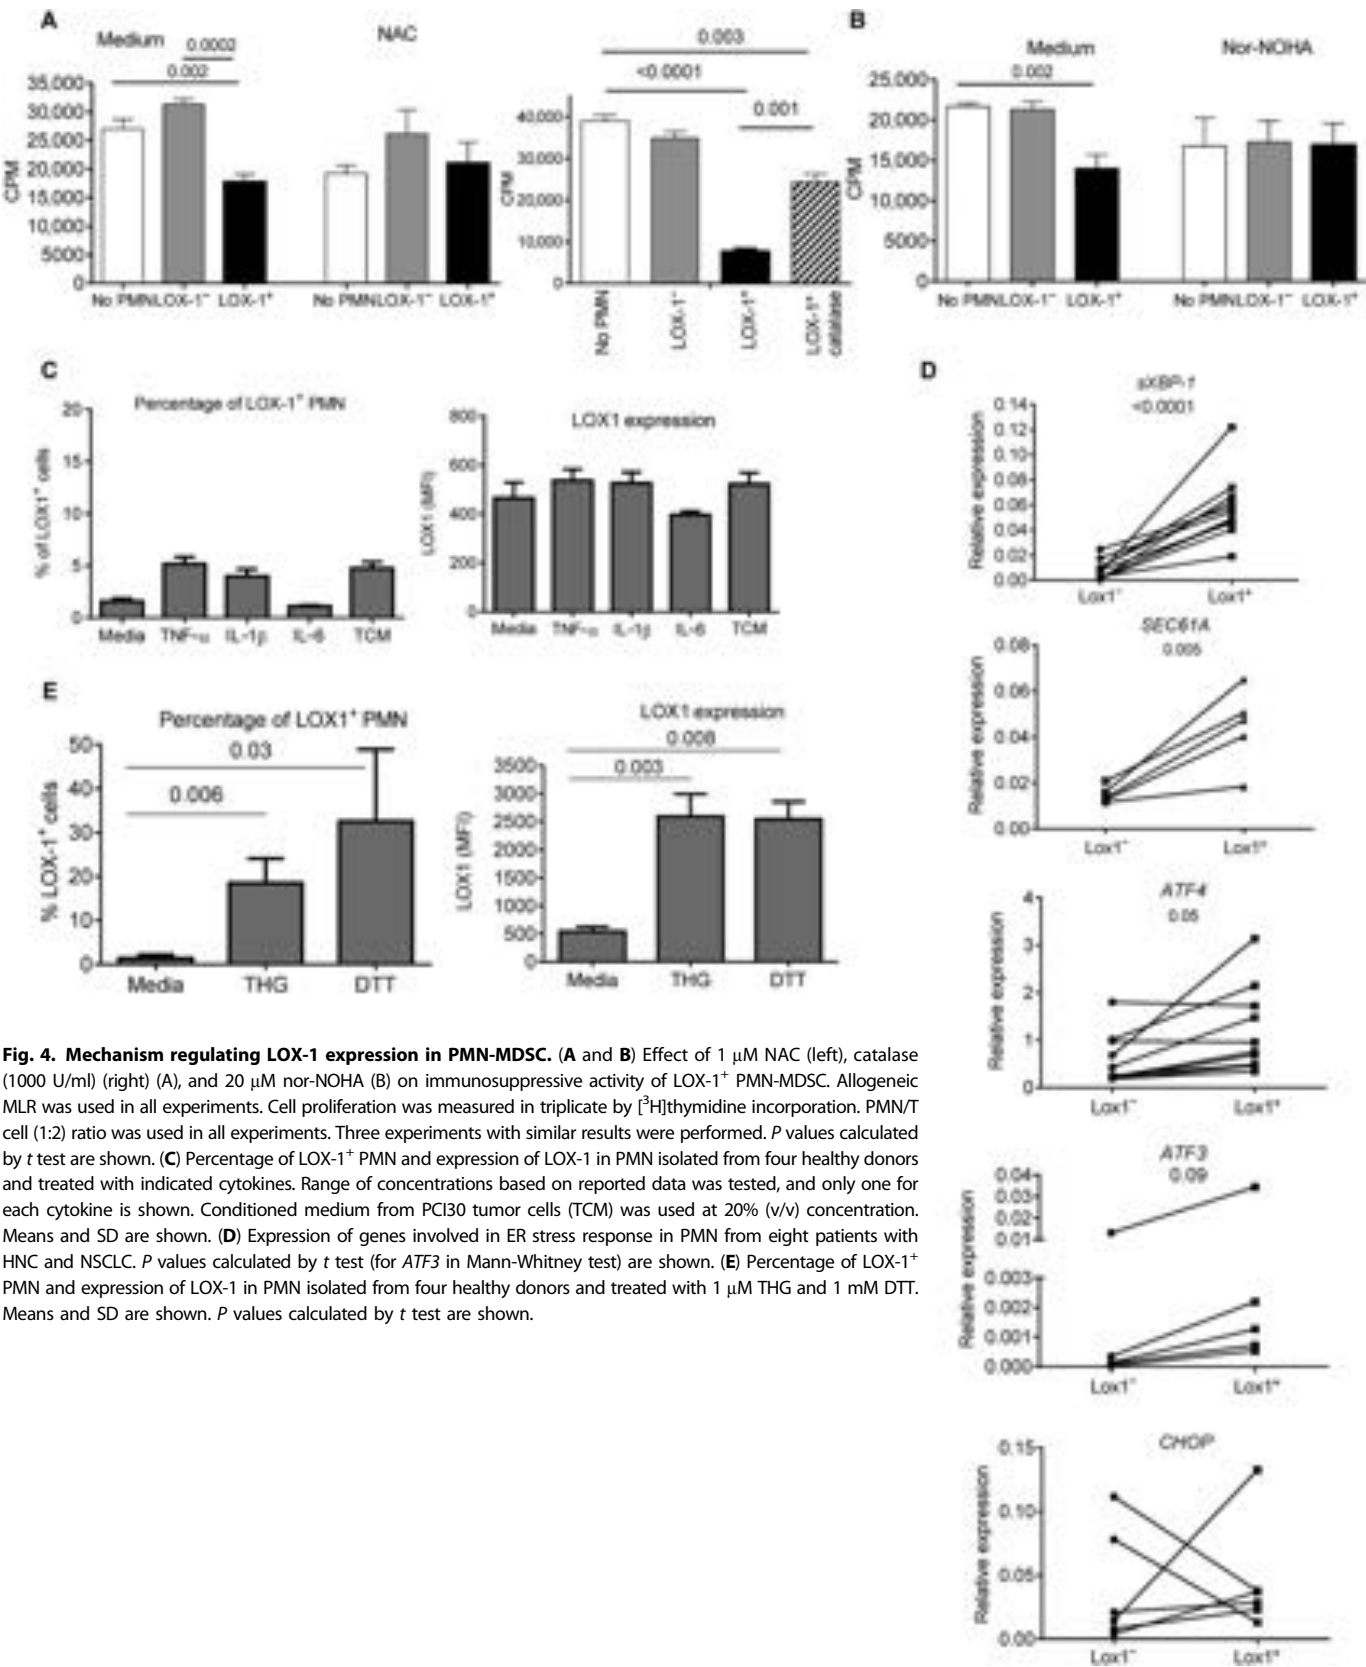 A
Medium
NAC
0.0002
0.002
35,000
30,000
25,000
20,000
15,000
10,000
5000
0
CPM
No PMN LOX-1⁻ LOX-1⁺
No PMN LOX-1⁻ LOX-1⁺
0.003
<0.0001
0.001
40,000
30,000
20,000
10,000
0
CPM
No PMN
LOX-1⁻
LOX-1⁺
LOX-1⁺ catalase
B
Medium
Nor-NOHA
0.002
25,000
20,000
15,000
10,000
5000
0
CPM
No PMN LOX-1⁻ LOX-1⁺
No PMN LOX-1⁻ LOX-1⁺
C
Percentage of LOX-1⁺ PMN
20
15
10
5
0
% of LOX1⁺ cells
Media TNF-α IL-1β IL-6 TCM
LOX1 expression
800
600
400
200
0
LOX1 (MFI)
Media TNF-α IL-1β IL-6 TCM
D
sXBP-1
<0.0001
0.14
0.12
0.10
0.08
0.06
0.04
0.02
0.00
Relative expression
Lox1⁻ Lox1⁺
SEC61A
0.005
0.08
0.06
0.04
0.02
0.00
Relative expression
Lox1⁻ Lox1⁺
ATF4
0.05
4
3
2
1
0
Relative expression
Lox1⁻ Lox1⁺
ATF3
0.09
0.04
0.03
0.02
0.01
0.003
0.002
0.001
0.000
Relative expression
Lox1⁻ Lox1⁺
CHOP
0.15
0.10
0.05
0.00
Relative expression
Lox1⁻ Lox1⁺
E
Percentage of LOX1⁺ PMN
0.03
0.006
50
40
30
20
10
0
% LOX-1⁺ cells
Media THG DTT
LOX1 expression
0.008
0.003
3500
3000
2500
2000
1500
1000
500
0
LOX1 (MFI)
Media THG DTT
Fig. 4. Mechanism regulating LOX-1 expression in PMN-MDSC. (A and B) Effect of 1 μM NAC (left), catalase
(1000 U/ml) (right) (A), and 20 μM nor-NOHA (B) on immunosuppressive activity of LOX-1⁺ PMN-MDSC. Allogeneic
MLR was used in all experiments. Cell proliferation was measured in triplicate by [³H]thymidine incorporation. PMN/T
cell (1:2) ratio was used in all experiments. Three experiments with similar results were performed. P values calculated
by t test are shown. (C) Percentage of LOX-1⁺ PMN and expression of LOX-1 in PMN isolated from four healthy donors
and treated with indicated cytokines. Range of concentrations based on reported data was tested, and only one for
each cytokine is shown. Conditioned medium from PCI30 tumor cells (TCM) was used at 20% (v/v) concentration.
Means and SD are shown. (D) Expression of genes involved in ER stress response in PMN from eight patients with
HNC and NSCLC. P values calculated by t test (for ATF3 in Mann-Whitney test) are shown. (E) Percentage of LOX-1⁺
PMN and expression of LOX-1 in PMN isolated from four healthy donors and treated with 1 μM THG and 1 mM DTT.
Means and SD are shown. P values calculated by t test are shown.